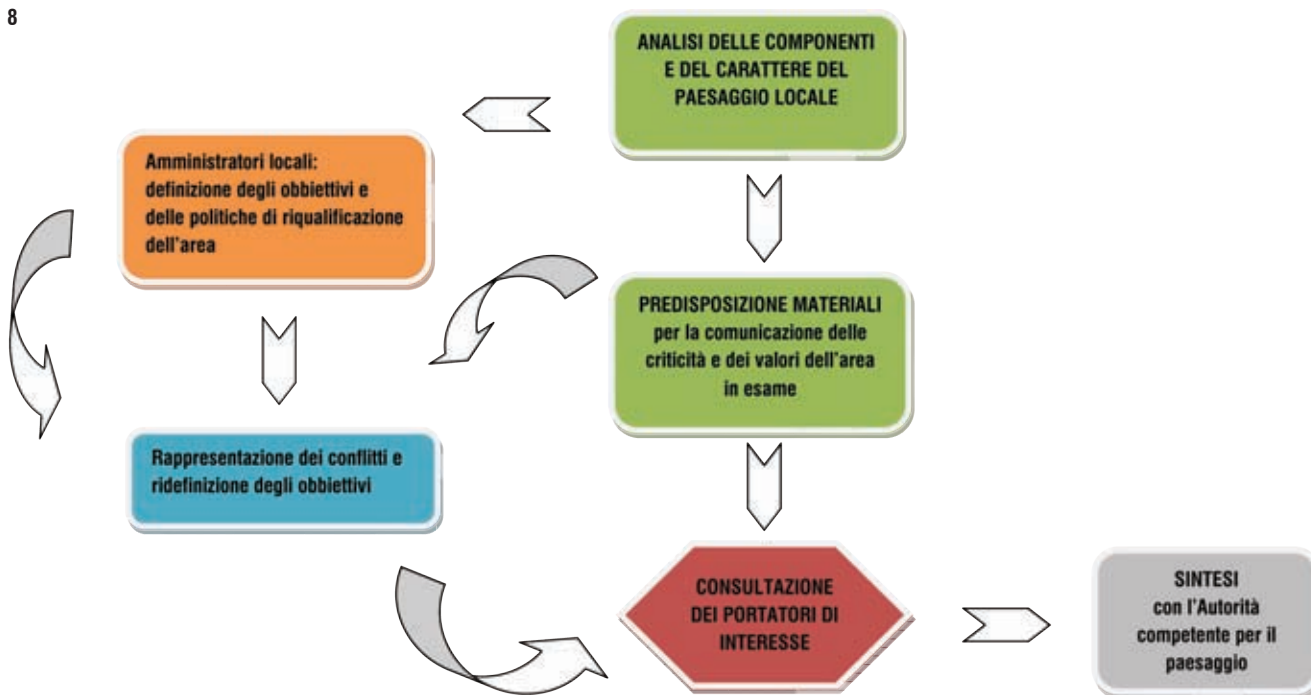 8
ANALISI DELLE COMPONENTI
E DEL CARATTERE DEL
PAESAGGIO LOCALE
Amministratori locali:
definizione degli obbiettivi e
delle politiche di riqualificazione
dell'area
PREDISPOSIZIONE MATERIALI
per la comunicazione delle
criticità e dei valori dell'area
in esame
Rappresentazione dei conflitti e
ridefinizione degli obbiettivi
CONSULTAZIONE
DEI PORTATORI DI
INTERESSE
SINTESI
con l'Autorità
competente per il
paesaggio